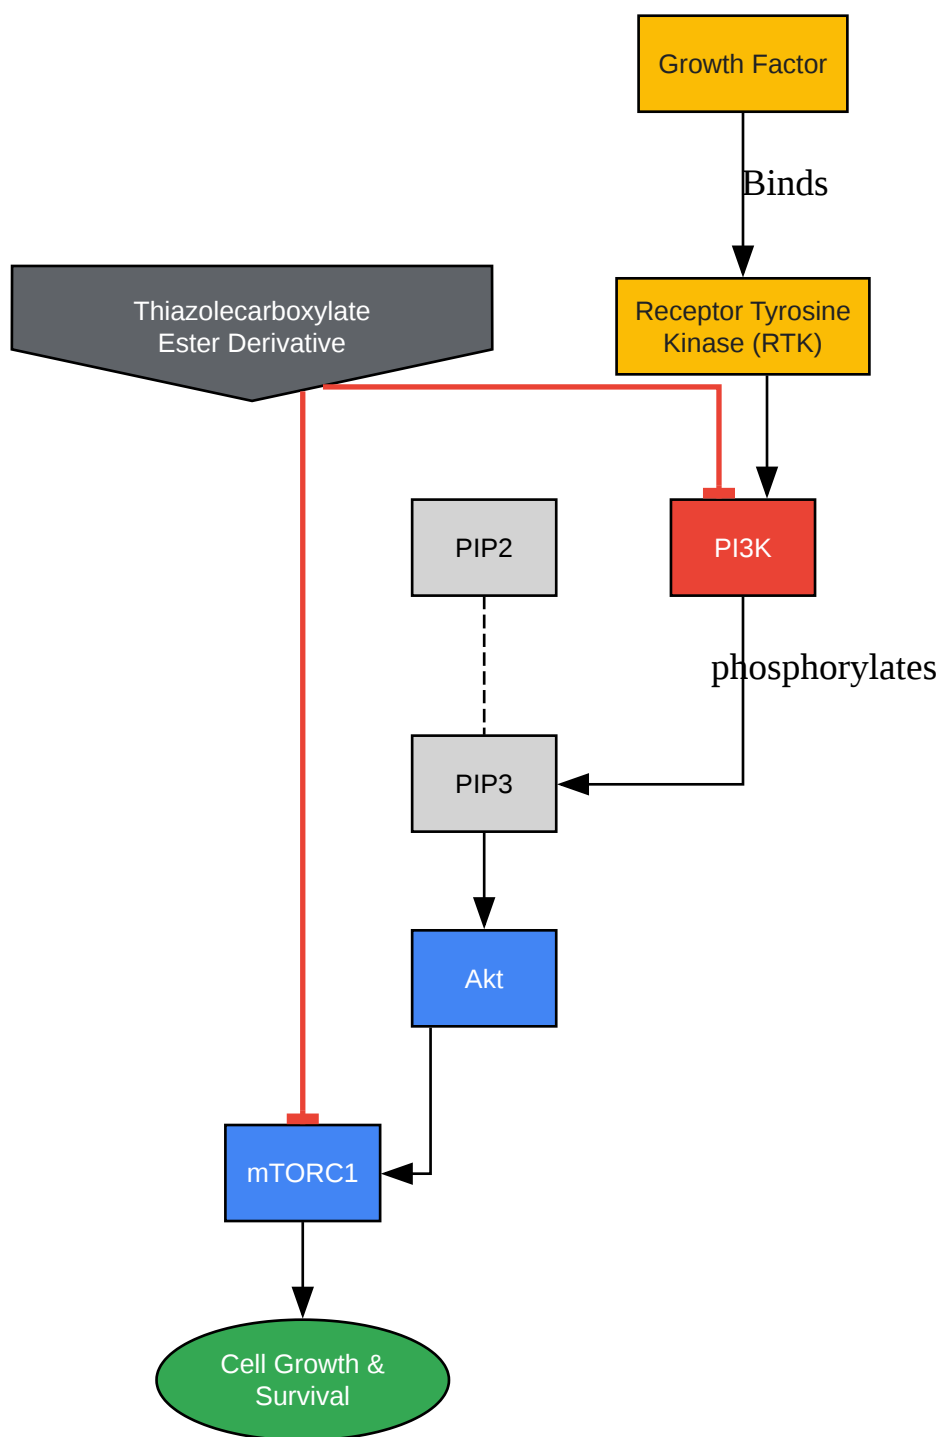 Growth Factor
Binds
Thiazolecarboxylate
Ester Derivative
Receptor Tyrosine
Kinase (RTK)
PIP2
PI3K
phosphorylates
PIP3
Akt
mTORC1
Cell Growth &
Survival